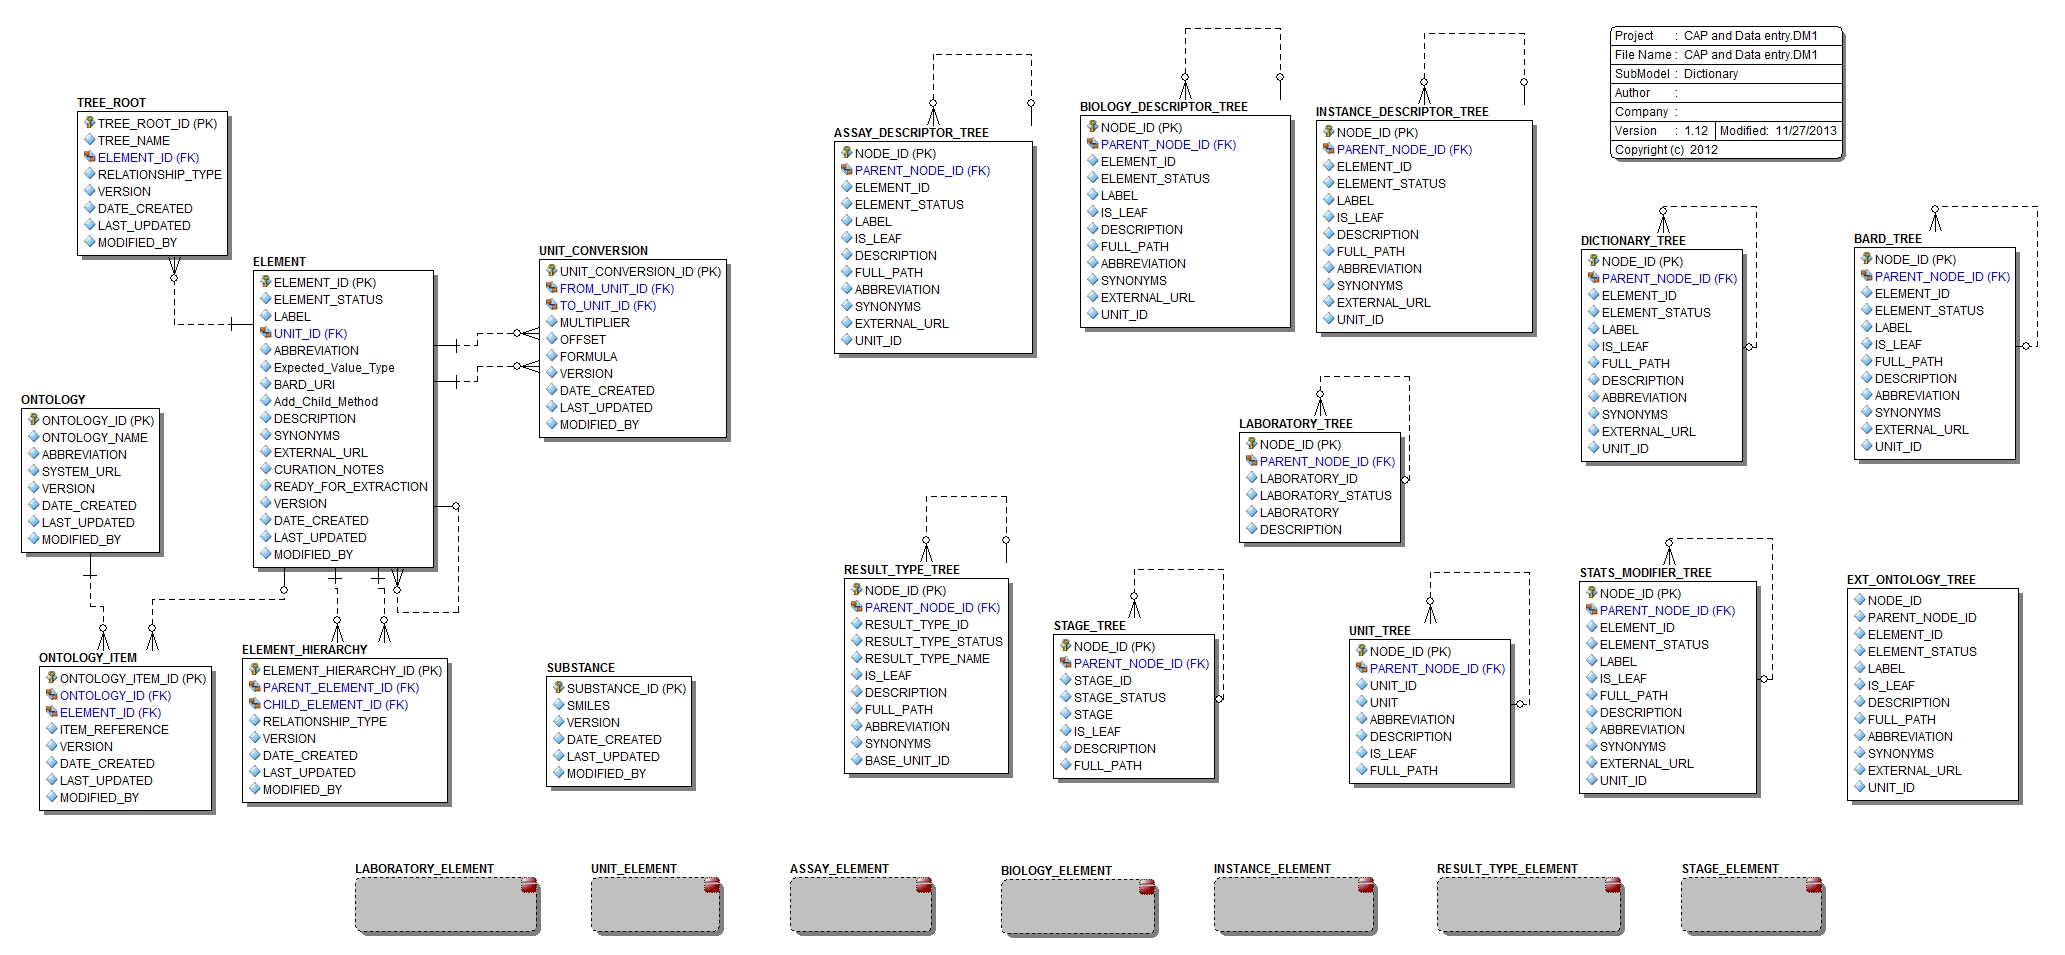 Project : CAP and Data entry.DM1
File Name : CAP and Data entry.DM1
SubModel : Dictionary
Author :
Company :
Version : 1.12 Modified: 11/27/2013
Copyright (c) 2012
TREE_ROOT
TREE_ROOT_ID (PK)
TREE_NAME
ELEMENT_ID (FK)
RELATIONSHIP_TYPE
VERSION
DATE_CREATED
LAST_UPDATED
MODIFIED_BY
ELEMENT
ELEMENT_ID (PK)
ELEMENT_STATUS
LABEL
UNIT_ID (FK)
ABBREVIATION
Expected_Value_Type
BARD_URI
Add_Child_Method
DESCRIPTION
SYNONYMS
EXTERNAL_URL
CURATION_NOTES
READY_FOR_EXTRACTION
VERSION
DATE_CREATED
LAST_UPDATED
MODIFIED_BY
UNIT_CONVERSION
UNIT_CONVERSION_ID (PK)
FROM_UNIT_ID (FK)
TO_UNIT_ID (FK)
MULTIPLIER
OFFSET
FORMULA
VERSION
DATE_CREATED
LAST_UPDATED
MODIFIED_BY
ONTOLOGY
ONTOLOGY_ID (PK)
ONTOLOGY_NAME
ABBREVIATION
SYSTEM_URL
VERSION
DATE_CREATED
LAST_UPDATED
MODIFIED_BY
ONTOLOGY_ITEM
ONTOLOGY_ITEM_ID (PK)
ONTOLOGY_ID (FK)
ELEMENT_ID (FK)
ITEM_REFERENCE
VERSION
DATE_CREATED
LAST_UPDATED
MODIFIED_BY
ELEMENT_HIERARCHY
ELEMENT_HIERARCHY_ID (PK)
PARENT_ELEMENT_ID (FK)
CHILD_ELEMENT_ID (FK)
RELATIONSHIP_TYPE
VERSION
DATE_CREATED
LAST_UPDATED
MODIFIED_BY
SUBSTANCE
SUBSTANCE_ID (PK)
SMILES
VERSION
DATE_CREATED
LAST_UPDATED
MODIFIED_BY
ASSAY_DESCRIPTOR_TREE
NODE_ID (PK)
PARENT_NODE_ID (FK)
ELEMENT_ID
ELEMENT_STATUS
LABEL
IS_LEAF
DESCRIPTION
FULL_PATH
ABBREVIATION
SYNONYMS
EXTERNAL_URL
UNIT_ID
BIOLOGY_DESCRIPTOR_TREE
NODE_ID (PK)
PARENT_NODE_ID (FK)
ELEMENT_ID
ELEMENT_STATUS
LABEL
IS_LEAF
DESCRIPTION
FULL_PATH
ABBREVIATION
SYNONYMS
EXTERNAL_URL
UNIT_ID
INSTANCE_DESCRIPTOR_TREE
NODE_ID (PK)
PARENT_NODE_ID (FK)
ELEMENT_ID
ELEMENT_STATUS
LABEL
IS_LEAF
DESCRIPTION
FULL_PATH
ABBREVIATION
SYNONYMS
EXTERNAL_URL
UNIT_ID
DICTIONARY_TREE
NODE_ID (PK)
PARENT_NODE_ID (FK)
ELEMENT_ID
ELEMENT_STATUS
LABEL
IS_LEAF
FULL_PATH
DESCRIPTION
ABBREVIATION
SYNONYMS
EXTERNAL_URL
UNIT_ID
BARD_TREE
NODE_ID (PK)
PARENT_NODE_ID (FK)
ELEMENT_ID
ELEMENT_STATUS
LABEL
IS_LEAF
FULL_PATH
DESCRIPTION
ABBREVIATION
SYNONYMS
EXTERNAL_URL
UNIT_ID
LABORATORY_TREE
NODE_ID (PK)
PARENT_NODE_ID (FK)
LABORATORY_ID
LABORATORY_STATUS
LABORATORY
DESCRIPTION
RESULT_TYPE_TREE
NODE_ID (PK)
PARENT_NODE_ID (FK)
RESULT_TYPE_ID
RESULT_TYPE_STATUS
RESULT_TYPE_NAME
IS_LEAF
DESCRIPTION
FULL_PATH
ABBREVIATION
SYNONYMS
BASE_UNIT_ID
STAGE_TREE
NODE_ID (PK)
PARENT_NODE_ID (FK)
STAGE_ID
STAGE_STATUS
STAGE
IS_LEAF
DESCRIPTION
FULL_PATH
UNIT_TREE
NODE_ID (PK)
PARENT_NODE_ID (FK)
UNIT_ID
UNIT
ABBREVIATION
DESCRIPTION
IS_LEAF
FULL_PATH
STATS_MODIFIER_TREE
NODE_ID (PK)
PARENT_NODE_ID (FK)
ELEMENT_ID
ELEMENT_STATUS
LABEL
IS_LEAF
FULL_PATH
DESCRIPTION
ABBREVIATION
SYNONYMS
EXTERNAL_URL
UNIT_ID
EXT_ONTOLOGY_TREE
NODE_ID
PARENT_NODE_ID
ELEMENT_ID
ELEMENT_STATUS
LABEL
IS_LEAF
DESCRIPTION
FULL_PATH
ABBREVIATION
SYNONYMS
EXTERNAL_URL
UNIT_ID
LABORATORY_ELEMENT
UNIT_ELEMENT
ASSAY_ELEMENT
BIOLOGY_ELEMENT
INSTANCE_ELEMENT
RESULT_TYPE_ELEMENT
STAGE_ELEMENT